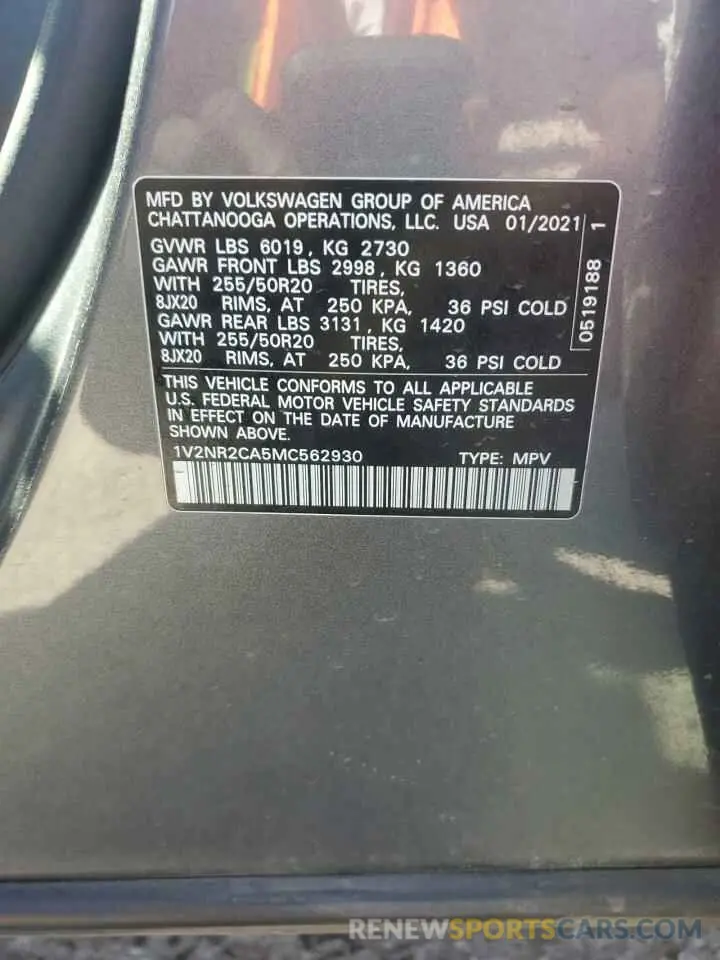 MFD BY VOLKSWAGEN GROUP OF AMERICA
CHATTANOOGA OPERATIONS, LLC. USA 01/2021
GVWR LBS 6019, KG 2730
GAWR FRONT LBS 2998, KG 1360
WITH 255/50R20 TIRES,
8JX20 RIMS, AT 250 KPA, 36 PSI COLD
GAWR REAR LBS 3131, KG 1420
WITH 255/50R20 TIRES,
8JX20 RIMS, AT 250 KPA, 36 PSI COLD
0519188 1
THIS VEHICLE CONFORMS TO ALL APPLICABLE
U.S. FEDERAL MOTOR VEHICLE SAFETY STANDARDS
IN EFFECT ON THE DATE OF MANUFACTURE
SHOWN ABOVE.
1V2NR2CA5MC562930 TYPE: MPV
RENEWSPORTSCARS.COM